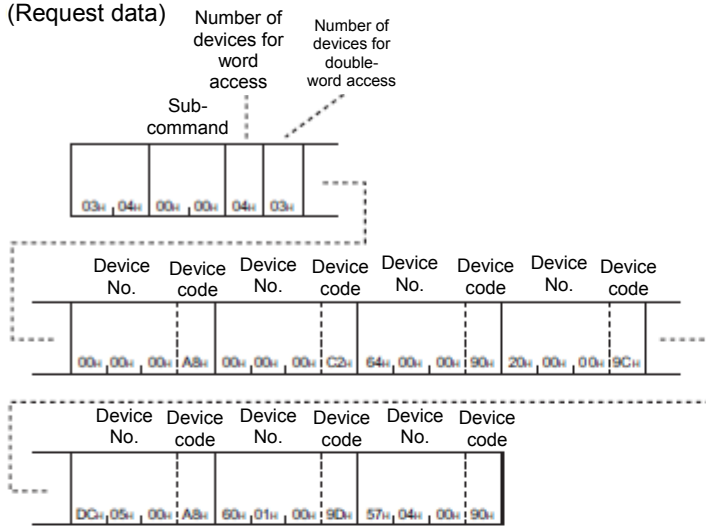 (Request data)
Number of devices for word access
Number of devices for double-word access
Sub-command
03H 04H 00H 00H 04H 03H
Device No. Device code Device No. Device code Device No. Device code Device No. Device code
00H 00H 00H A8H 00H 00H 00H C2H 64H 00H 00H 90H 20H 00H 00H 9CH
Device No. Device code Device No. Device code Device No. Device code
DCH 05H 00H A8H 60H 01H 00H 9DH 57H 04H 00H 90H